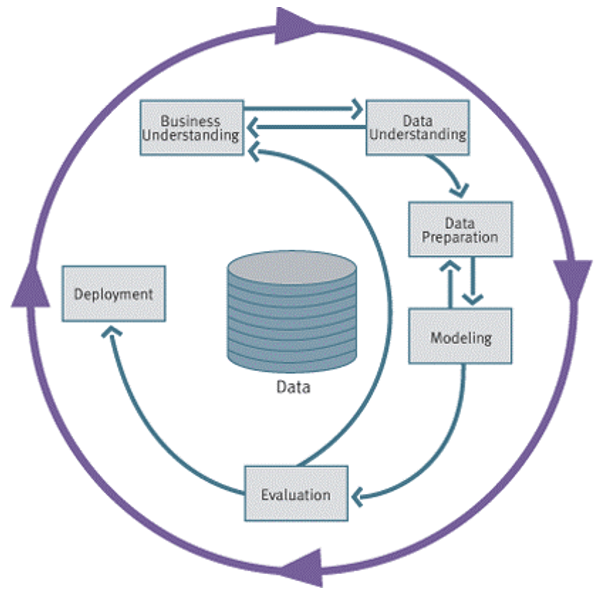 Business
Understanding
Data
Understanding
Data
Preparation
Modeling
Evaluation
Deployment
Data